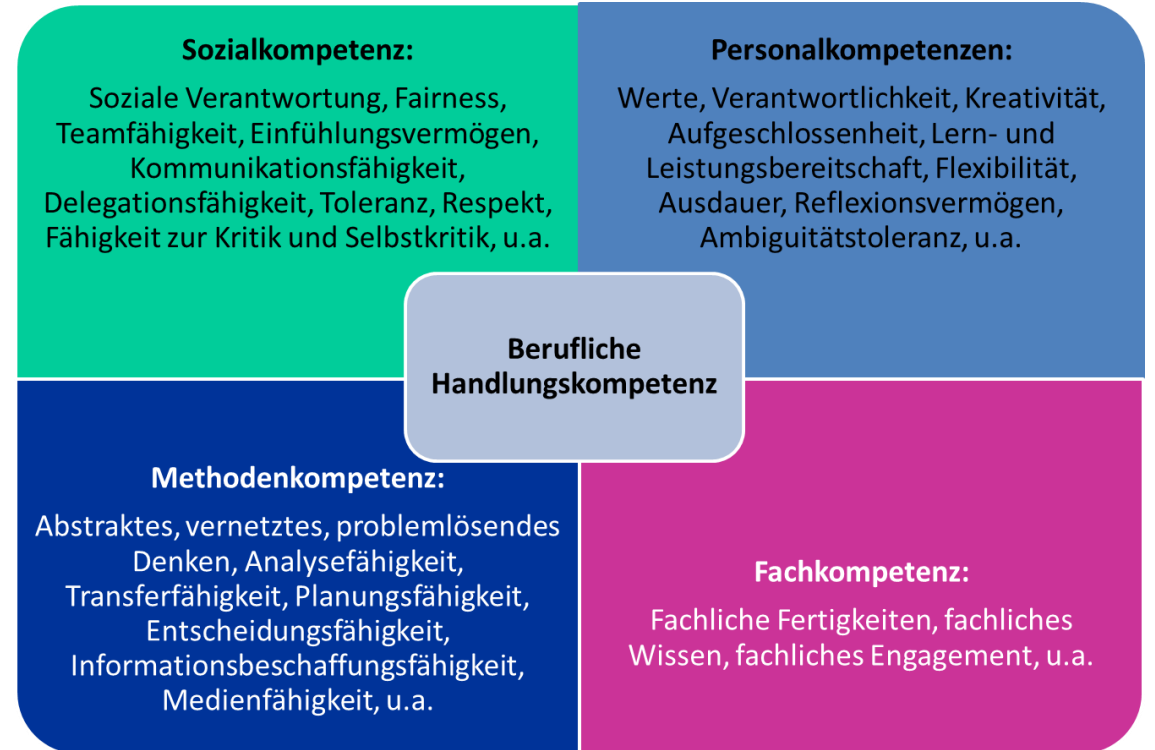 Sozialkompetenz:
Soziale Verantwortung, Fairness,
Teamfähigkeit, Einfühlungsvermögen,
Kommunikationsfähigkeit,
Delegationsfähigkeit, Toleranz, Respekt,
Fähigkeit zur Kritik und Selbstkritik, u.a.
Personalkompetenzen:
Werte, Verantwortlichkeit, Kreativität,
Aufgeschlossenheit, Lern- und
Leistungsbereitschaft, Flexibilität,
Ausdauer, Reflexionsvermögen,
Ambiguitätstoleranz, u.a.
Berufliche
Handlungskompetenz
Methodenkompetenz:
Abstraktes, vernetztes, problemlösendes
Denken, Analysefähigkeit,
Transferfähigkeit, Planungsfähigkeit,
Entscheidungsfähigkeit,
Informationsbeschaffungsfähigkeit,
Medienfähigkeit, u.a.
Fachkompetenz:
Fachliche Fertigkeiten, fachliches
Wissen, fachliches Engagement, u.a.